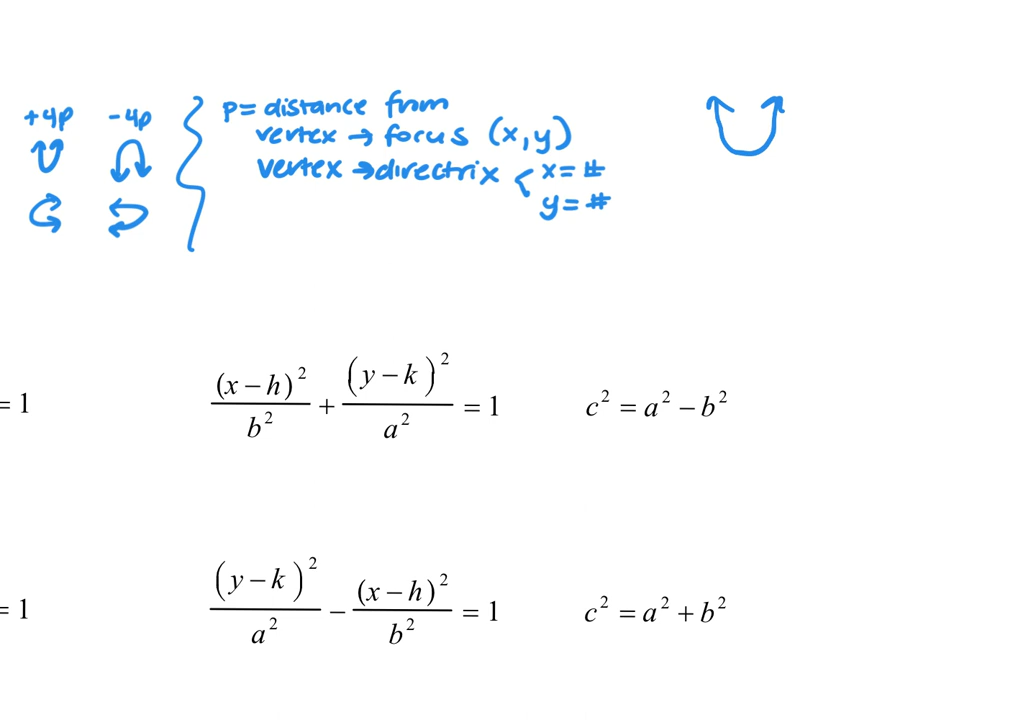 +4p -4p
p= distance from
vertex → focus (x,y)
vertex → directrix < x= #
y= #
= 1 (x-h)²/b² + (y-k)²/a² = 1 c² = a² - b²
= 1 (y-k)²/a² - (x-h)²/b² = 1 c² = a² + b²